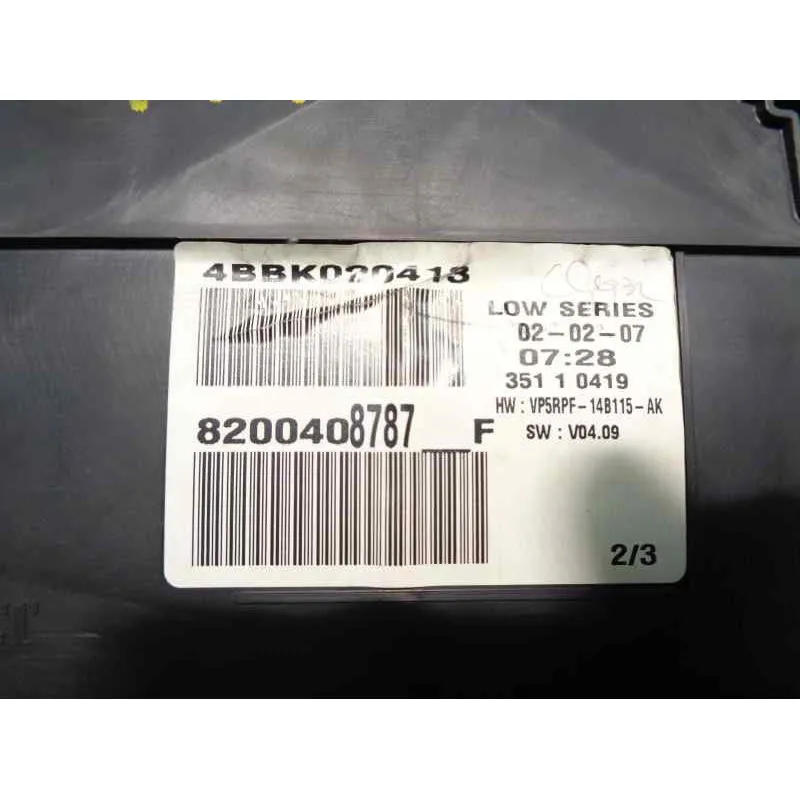 4BBK020413
LOW SERIES
02-02-07
07:28
351 1 0419
HW : VP5RPF-14B115-AK
SW : V04.09
8200408787__F
2/3